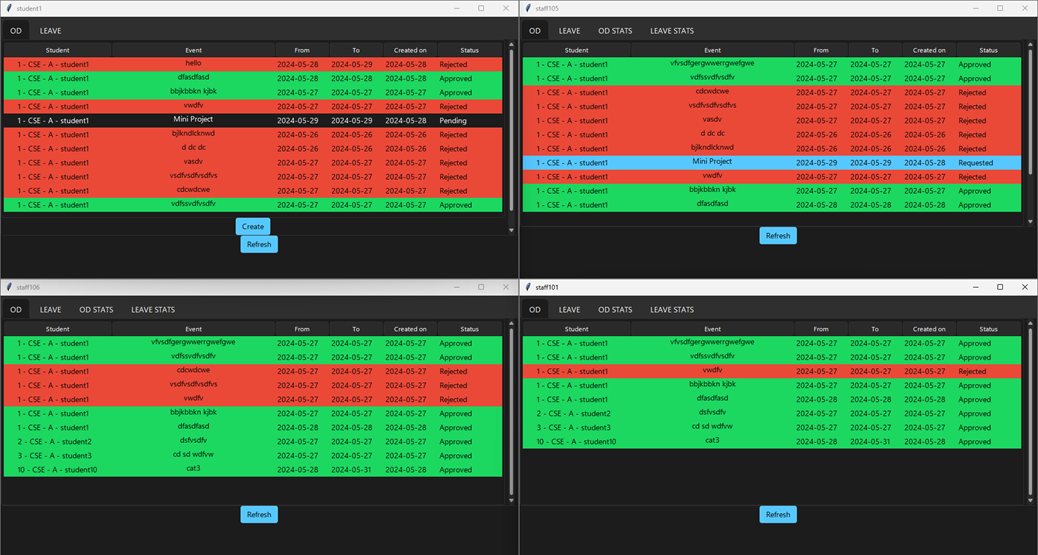 student1
OD LEAVE
Student Event From To Created on Status
1 - CSE - A - student1 hello 2024-05-28 2024-05-29 2024-05-28 Rejected
1 - CSE - A - student1 dfasdfasd 2024-05-28 2024-05-28 2024-05-28 Approved
1 - CSE - A - student1 bbjkbbkn kjbk 2024-05-27 2024-05-27 2024-05-27 Approved
1 - CSE - A - student1 vwdfv 2024-05-27 2024-05-27 2024-05-27 Rejected
1 - CSE - A - student1 Mini Project 2024-05-29 2024-05-29 2024-05-28 Pending
1 - CSE - A - student1 bjlkndlcknwd 2024-05-26 2024-05-26 2024-05-26 Rejected
1 - CSE - A - student1 d dc dc 2024-05-26 2024-05-26 2024-05-26 Rejected
1 - CSE - A - student1 vasdv 2024-05-27 2024-05-27 2024-05-27 Rejected
1 - CSE - A - student1 vsdfvsdfvsdfvs 2024-05-27 2024-05-27 2024-05-27 Rejected
1 - CSE - A - student1 cdcwdcwe 2024-05-27 2024-05-27 2024-05-27 Rejected
1 - CSE - A - student1 vdfssvdfvsdfv 2024-05-27 2024-05-27 2024-05-27 Approved
Create
Refresh
staff105
OD LEAVE OD STATS LEAVE STATS
Student Event From To Created on Status
1 - CSE - A - student1 vfvsdfgergwwerrgwefgwe 2024-05-27 2024-05-27 2024-05-27 Approved
1 - CSE - A - student1 vdfssvdfvsdfv 2024-05-27 2024-05-27 2024-05-27 Approved
1 - CSE - A - student1 cdcwdcwe 2024-05-27 2024-05-27 2024-05-27 Rejected
1 - CSE - A - student1 vsdfvsdfvsdfvs 2024-05-27 2024-05-27 2024-05-27 Rejected
1 - CSE - A - student1 vasdv 2024-05-27 2024-05-27 2024-05-27 Rejected
1 - CSE - A - student1 d dc dc 2024-05-26 2024-05-26 2024-05-26 Rejected
1 - CSE - A - student1 bjlkndlcknwd 2024-05-26 2024-05-26 2024-05-26 Rejected
1 - CSE - A - student1 Mini Project 2024-05-29 2024-05-29 2024-05-28 Requested
1 - CSE - A - student1 vwdfv 2024-05-27 2024-05-27 2024-05-27 Rejected
1 - CSE - A - student1 bbjkbbkn kjbk 2024-05-27 2024-05-27 2024-05-27 Approved
1 - CSE - A - student1 dfasdfasd 2024-05-28 2024-05-28 2024-05-28 Approved
Refresh
staff106
OD LEAVE OD STATS LEAVE STATS
Student Event From To Created on Status
1 - CSE - A - student1 vfvsdfgergwwerrgwefgwe 2024-05-27 2024-05-27 2024-05-27 Approved
1 - CSE - A - student1 vdfssvdfvsdfv 2024-05-27 2024-05-27 2024-05-27 Approved
1 - CSE - A - student1 cdcwdcwe 2024-05-27 2024-05-27 2024-05-27 Rejected
1 - CSE - A - student1 vsdfvsdfvsdfvs 2024-05-27 2024-05-27 2024-05-27 Rejected
1 - CSE - A - student1 vwdfv 2024-05-27 2024-05-27 2024-05-27 Rejected
1 - CSE - A - student1 bbjkbbkn kjbk 2024-05-27 2024-05-27 2024-05-27 Approved
1 - CSE - A - student1 dfasdfasd 2024-05-28 2024-05-28 2024-05-28 Approved
2 - CSE - A - student2 dsfvsdfv 2024-05-27 2024-05-27 2024-05-27 Approved
3 - CSE - A - student3 cd sd wdfvw 2024-05-27 2024-05-27 2024-05-27 Approved
10 - CSE - A - student10 cat3 2024-05-28 2024-05-31 2024-05-28 Approved
Refresh
staff101
OD LEAVE OD STATS LEAVE STATS
Student Event From To Created on Status
1 - CSE - A - student1 vfvsdfgergwwerrgwefgwe 2024-05-27 2024-05-27 2024-05-27 Approved
1 - CSE - A - student1 vdfssvdfvsdfv 2024-05-27 2024-05-27 2024-05-27 Approved
1 - CSE - A - student1 vwdfv 2024-05-27 2024-05-27 2024-05-27 Rejected
1 - CSE - A - student1 bbjkbbkn kjbk 2024-05-27 2024-05-27 2024-05-27 Approved
1 - CSE - A - student1 dfasdfasd 2024-05-28 2024-05-28 2024-05-28 Approved
2 - CSE - A - student2 dsfvsdfv 2024-05-27 2024-05-27 2024-05-27 Approved
3 - CSE - A - student3 cd sd wdfvw 2024-05-27 2024-05-27 2024-05-27 Approved
10 - CSE - A - student10 cat3 2024-05-28 2024-05-31 2024-05-28 Approved
Refresh